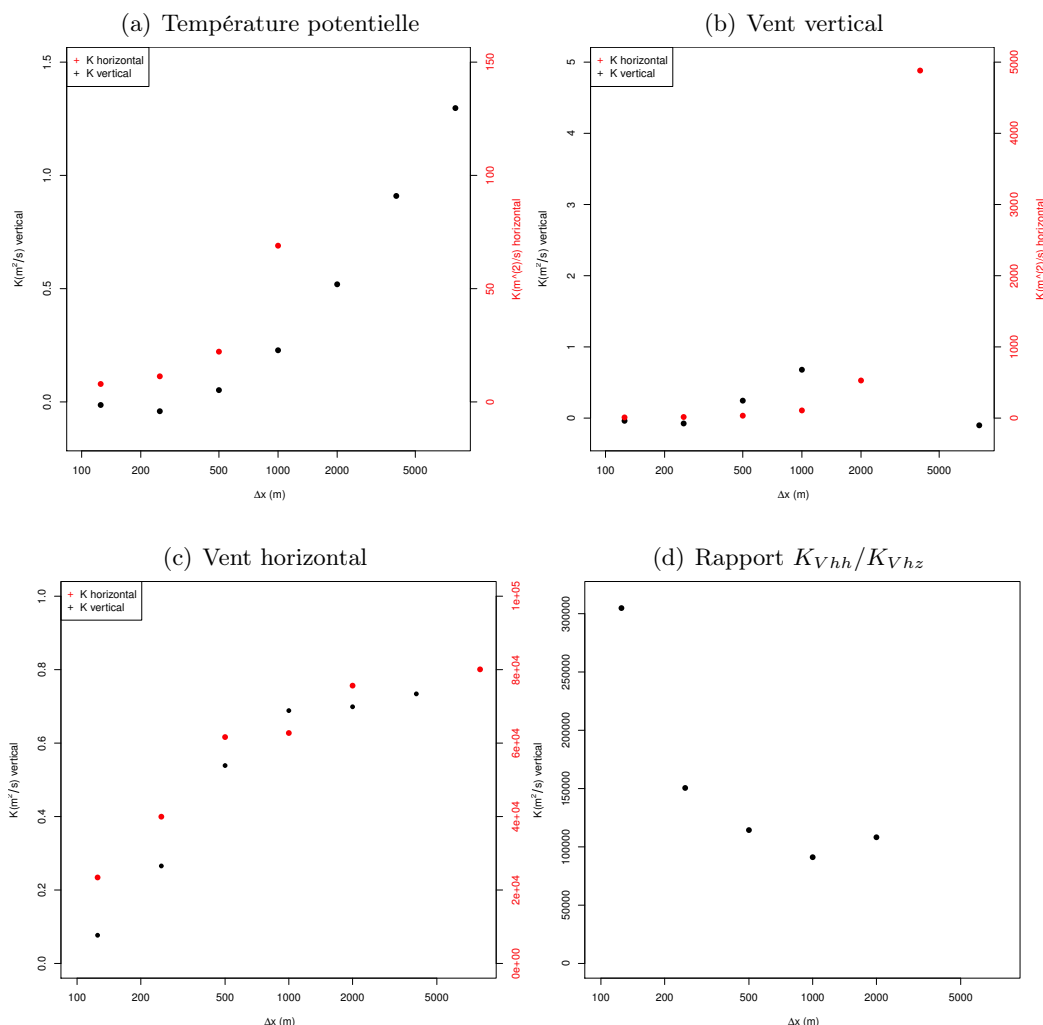 (a) Température potentielle
K horizontal
K vertical
K(m²/s) vertical
0.0 0.5 1.0 1.5
K(m^(2)/s) horizontal
0 50 100 150
100 200 500 1000 2000 5000
Δx (m)
(b) Vent vertical
K horizontal
K vertical
K(m²/s) vertical
0 1 2 3 4 5
K(m^(2)/s) horizontal
0 1000 2000 3000 4000 5000
100 200 500 1000 2000 5000
Δx (m)
(c) Vent horizontal
K horizontal
K vertical
K(m²/s) vertical
0.0 0.2 0.4 0.6 0.8 1.0
0e+00 2e+04 4e+04 6e+04 8e+04 1e+05
100 200 500 1000 2000 5000
Δx (m)
(d) Rapport K_{Vhh}/K_{Vhz}
K(m²/s) vertical
0 50000 100000 150000 200000 250000 300000
100 200 500 1000 2000 5000
Δx (m)